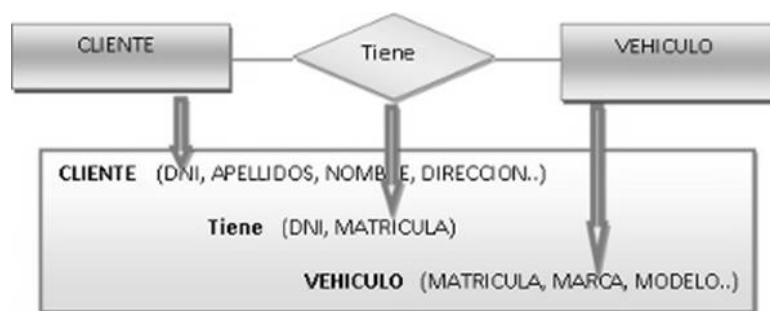 CLIENTE
Tiene
VEHICULO
CLIENTE (DNI, APELLIDOS, NOMBRE, DIRECCION..)
Tiene (DNI, MATRICULA)
VEHICULO (MATRICULA, MARCA, MODELO..)